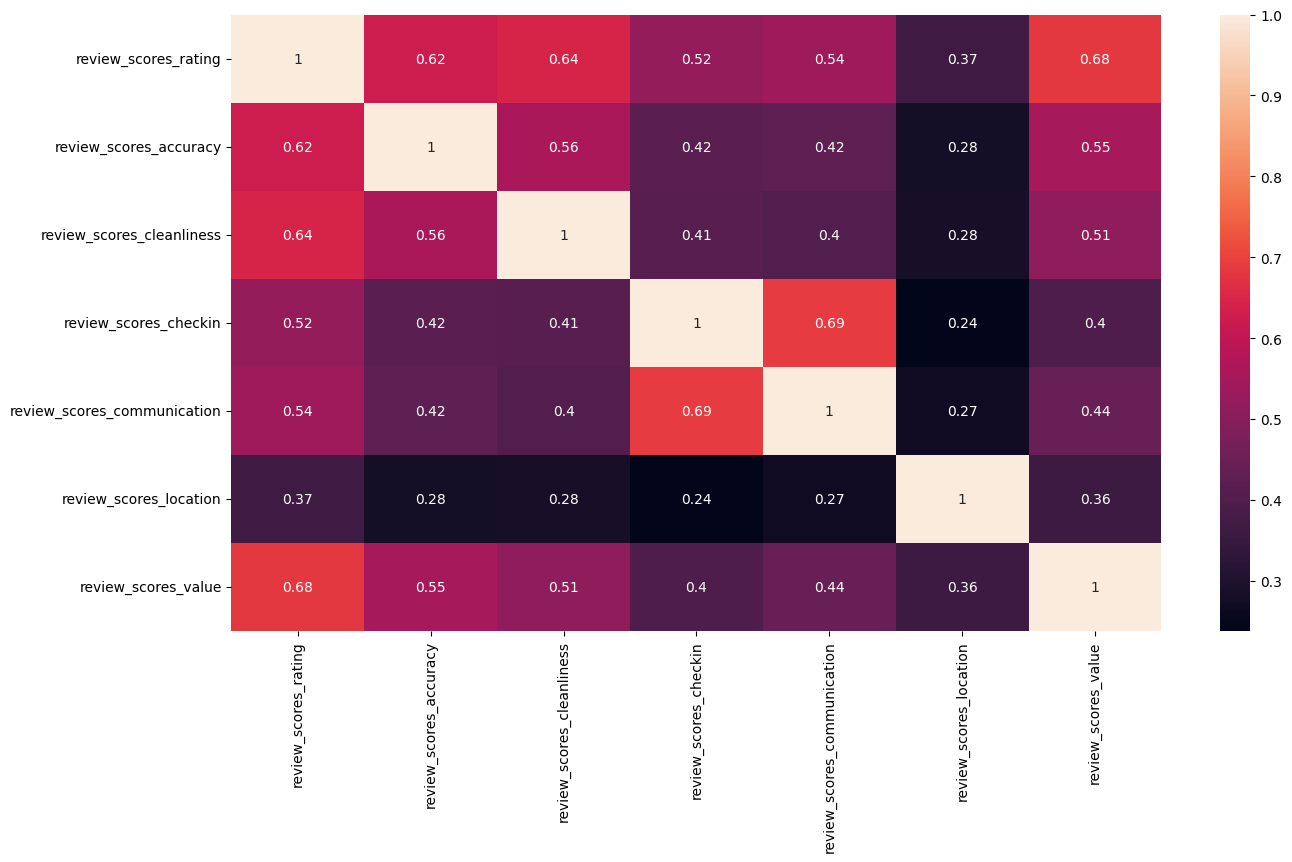 review_scores_rating 1 0.62 0.64 0.52 0.54 0.37 0.68
review_scores_accuracy 0.62 1 0.56 0.42 0.42 0.28 0.55
review_scores_cleanliness 0.64 0.56 1 0.41 0.4 0.28 0.51
review_scores_checkin 0.52 0.42 0.41 1 0.69 0.24 0.4
review_scores_communication 0.54 0.42 0.4 0.69 1 0.27 0.44
review_scores_location 0.37 0.28 0.28 0.24 0.27 1 0.36
review_scores_value 0.68 0.55 0.51 0.4 0.44 0.36 1
review_scores_rating
review_scores_accuracy
review_scores_cleanliness
review_scores_checkin
review_scores_communication
review_scores_location
review_scores_value
1.0
0.9
0.8
0.7
0.6
0.5
0.4
0.3